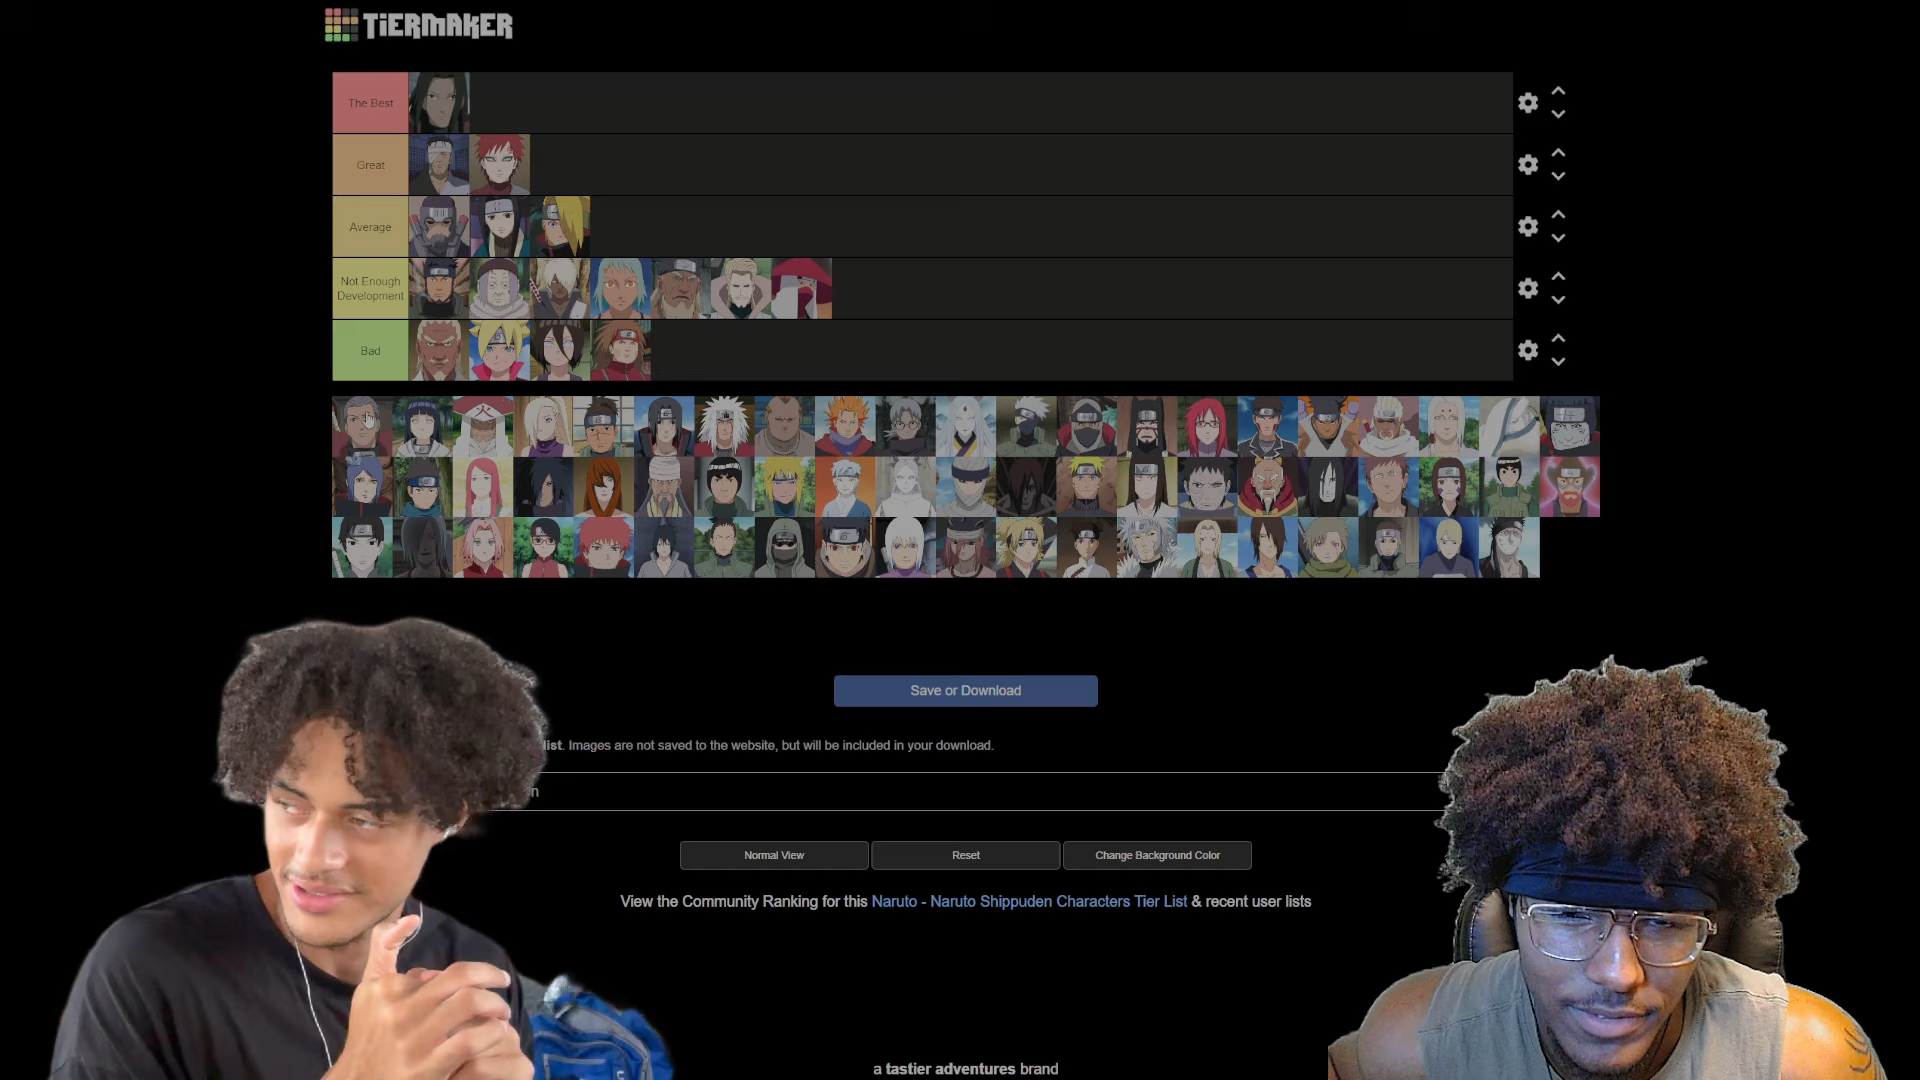 TIERMAKER
The Best
Great
Average
Not Enough
Development
Bad
火
Save or Download
list. Images are not saved to the website, but will be included in your download.
n
Normal View
Reset
Change Background Color
View the Community Ranking for this Naruto - Naruto Shippuden Characters Tier List & recent user lists
a tastier adventures brand